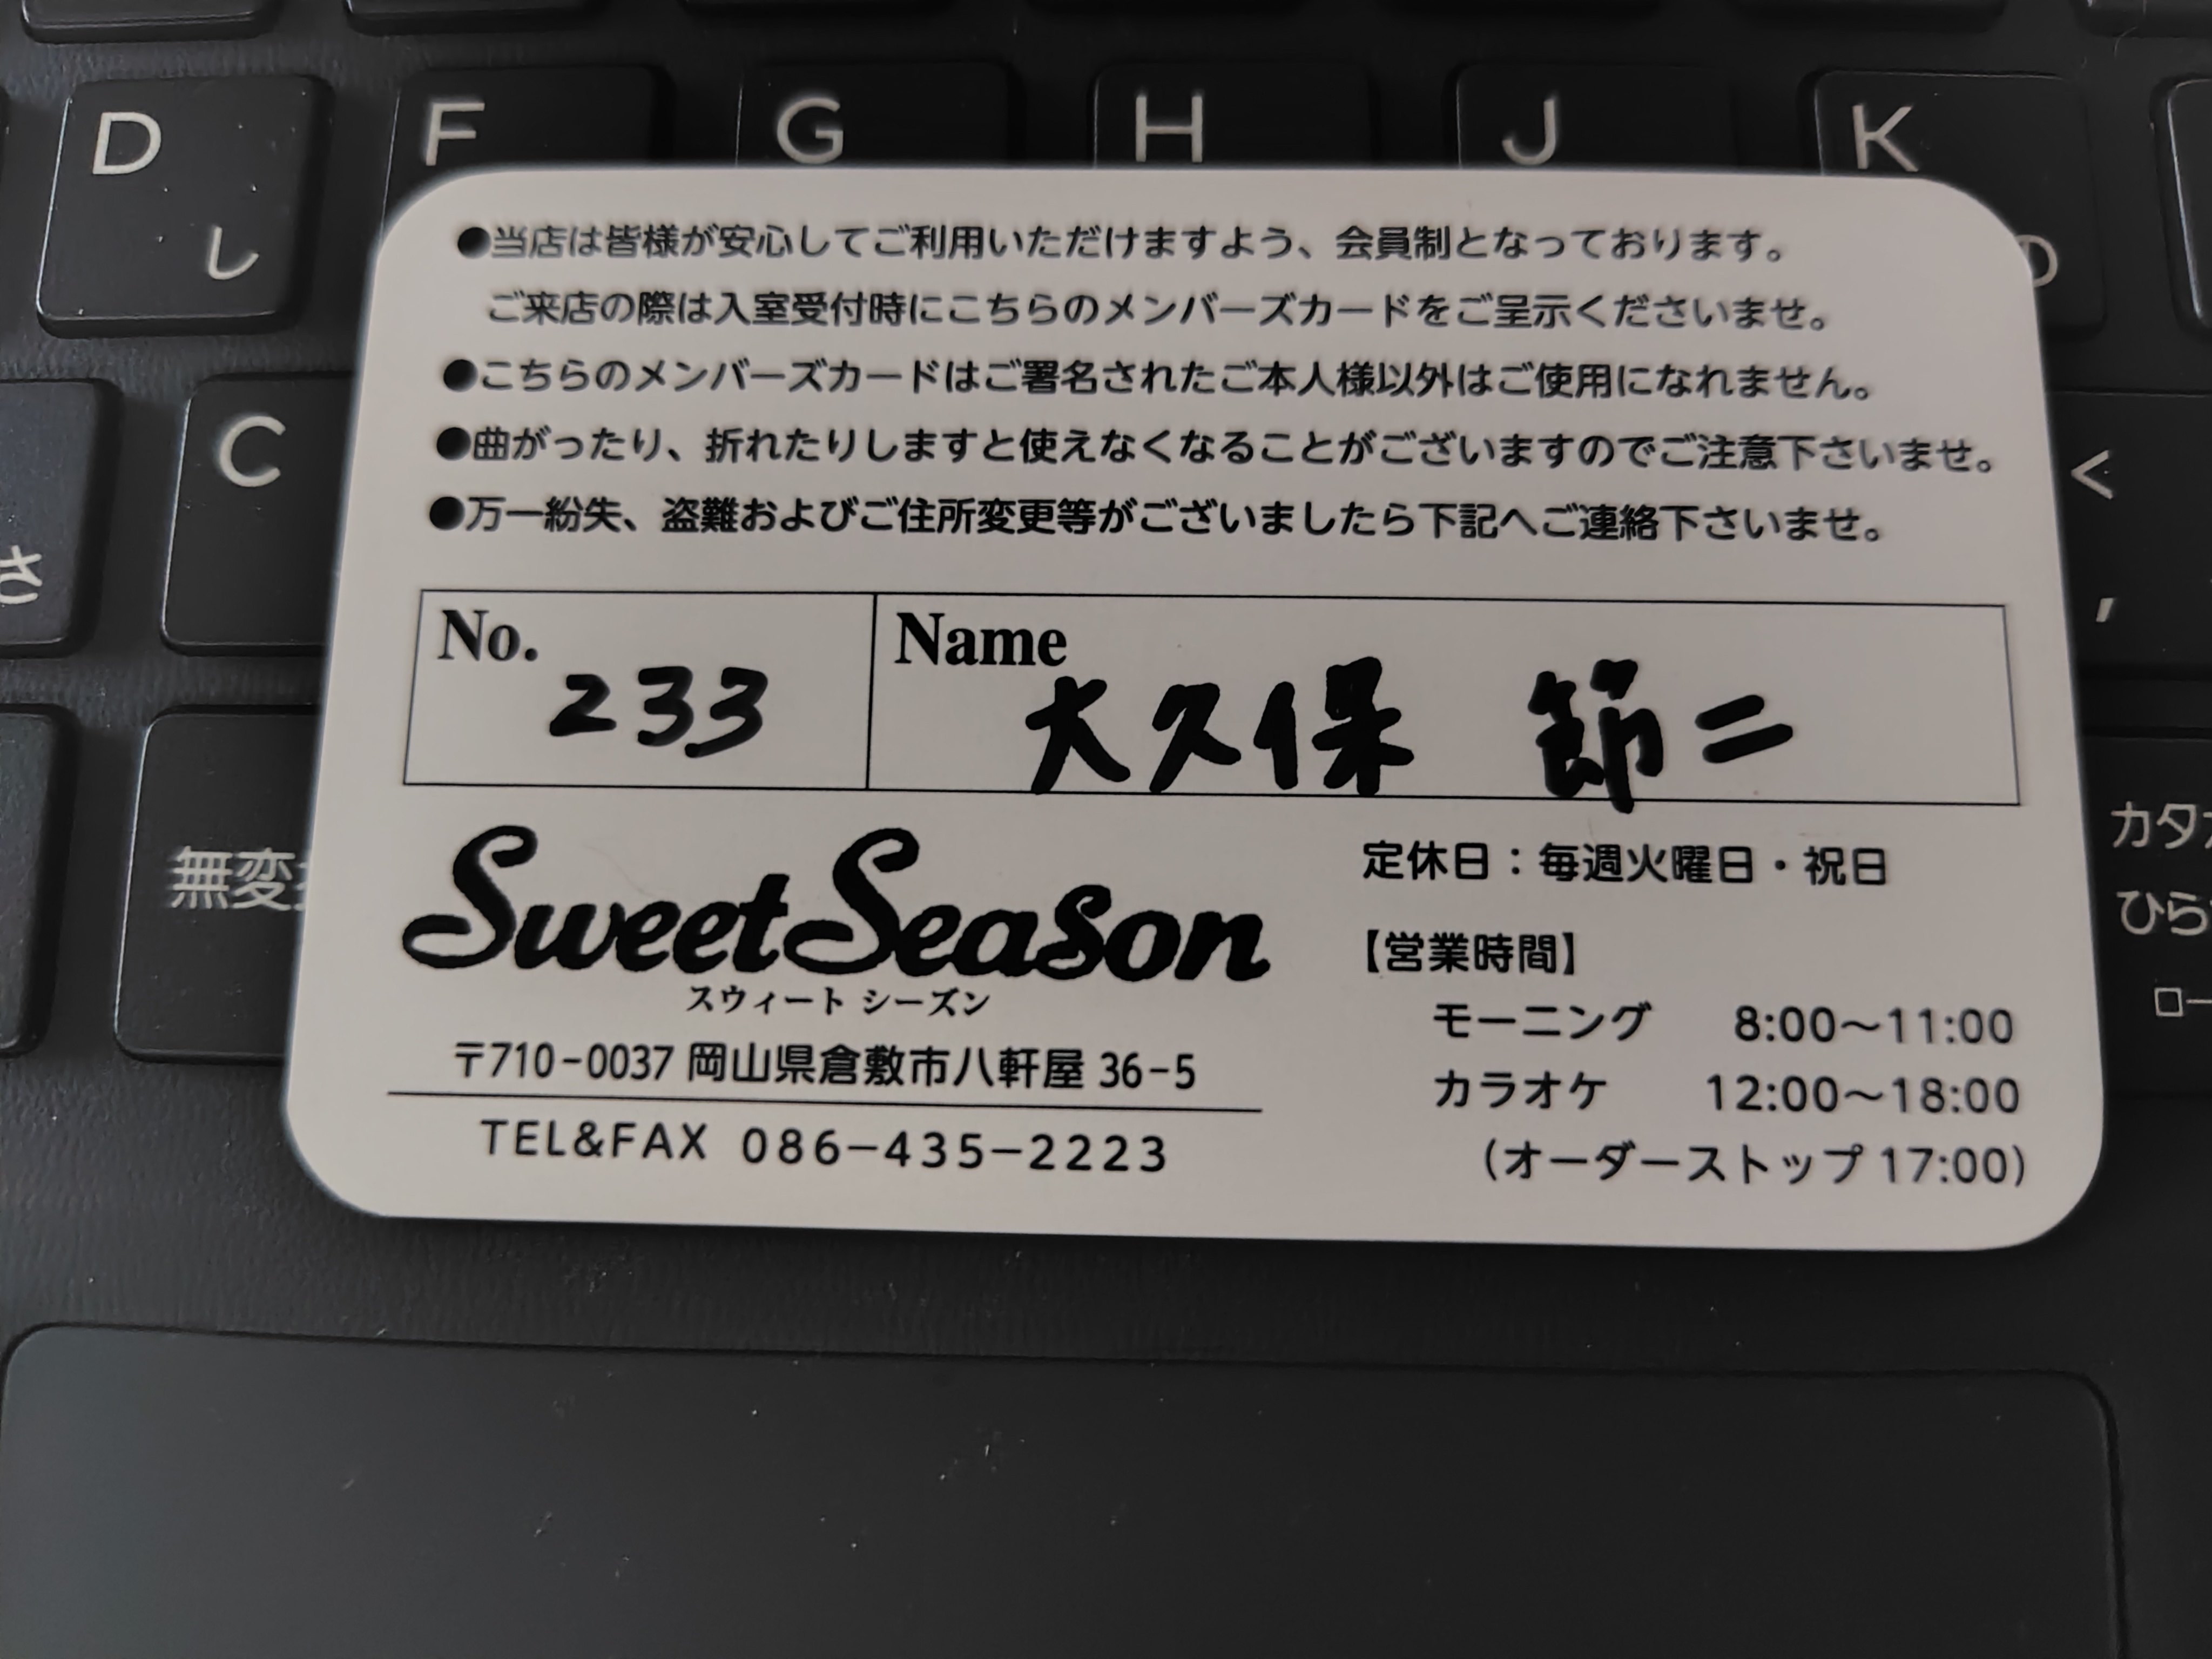 D
し
F
G
H
J
K
C
さ
<
,
無変
カタカ
ひら
ロー
●当店は皆様が安心してご利用いただけますよう、会員制となっております。
ご来店の際は入室受付時にこちらのメンバーズカードをご呈示くださいませ。
●こちらのメンバーズカードはご署名されたご本人様以外はご使用になれません。
●曲がったり、折れたりしますと使えなくなることがございますのでご注意下さいませ。
●万一紛失、盗難およびご住所変更等がございましたら下記へご連絡下さいませ。
No. 233
Name 大久保 節二
Sweet Season
スウィート シーズン
〒710-0037 岡山県倉敷市八軒屋 36-5
TEL&FAX 086-435-2223
定休日：毎週火曜日・祝日
【営業時間】
モーニング 8:00～11:00
カラオケ 12:00～18:00
(オーダーストップ 17:00)